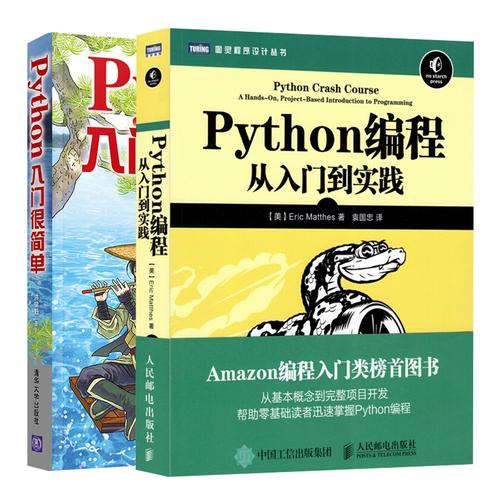 Python 入门很简单
清华大学出版社
Py
入门
Python编程
从入门到实践
【美】Eric Matthes 著
人民邮电出版社
TURING
图灵程序设计丛书
no starch
press
Python Crash Course
A Hands-On, Project-Based Introduction to Programming
Python编程
从入门到实践
【美】Eric Matthes 著 袁国忠 译
Amazon编程入门类榜首图书
从基本概念到完整项目开发
帮助零基础读者迅速掌握Python编程
中国工信出版集团
人民邮电出版社
POSTS & TELECOM PRESS